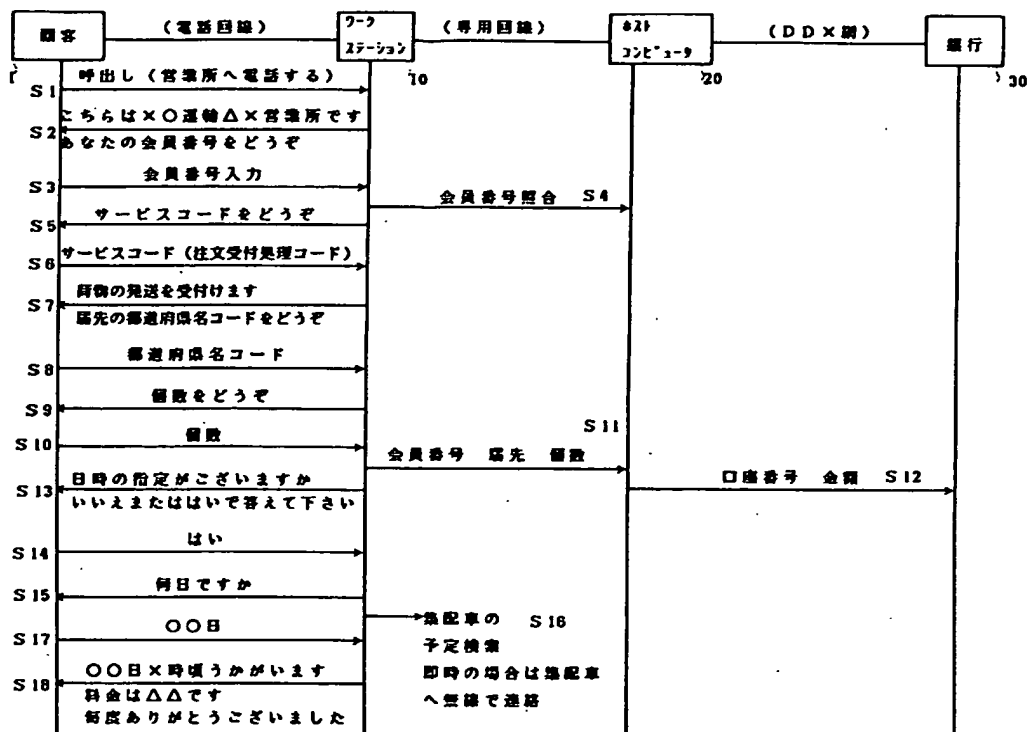 顧客
(電話回線)
ワーク
ステーション
(専用回線)
ホスト
コンピュータ
(DD×網)
銀行
1
10
20
30
S1
呼出し(営業所へ電話する)
S2
こちらは×○運輸△×営業所です
あなたの会員番号をどうぞ
S3
会員番号入力
会員番号照合 S4
S5
サービスコードをどうぞ
S6
サービスコード(注文受付処理コード)
S7
荷物の発送を受付けます
届先の都道府県名コードをどうぞ
S8
都道府県名コード
S9
個数をどうぞ
S10
個数
S11
会員番号 届先 個数
口座番号 金額 S12
S13
日時の指定がございますか
いいえまたははいで答えて下さい
S14
はい
S15
何日ですか
集配車の S16
予定検索
即時の場合は集配車
へ無線で連絡
S17
○○日
S18
○○日×時頃うかがいます
料金は△△です
毎度ありがとうございました